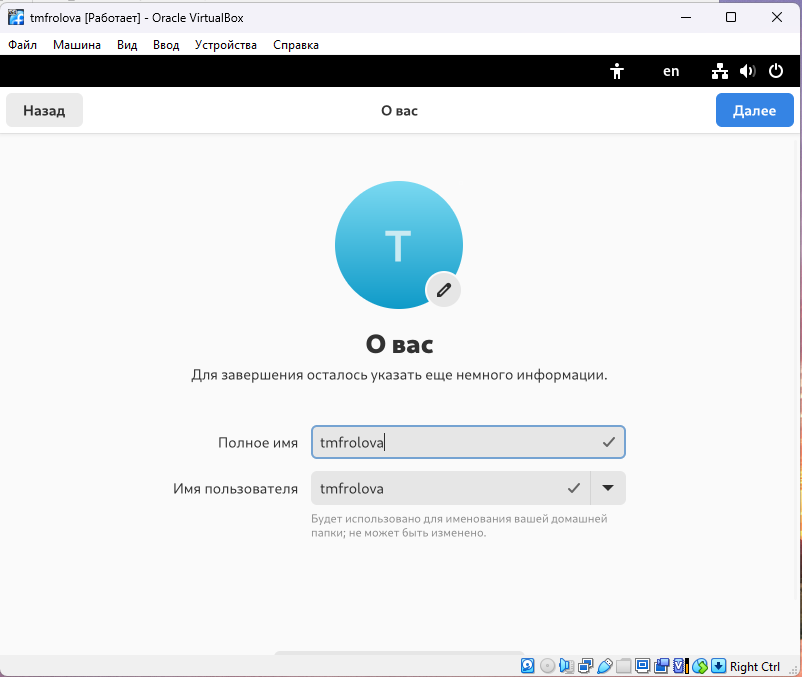 tmfrolova [Работает] - Oracle VirtualBox
Файл Машина Вид Ввод Устройства Справка
en
Назад О вас Далее
T
О вас
Для завершения осталось указать еще немного информации.
Полное имя tmfrolova
Имя пользователя tmfrolova
Будет использовано для именования вашей домашней
папки; не может быть изменено.
Right Ctrl